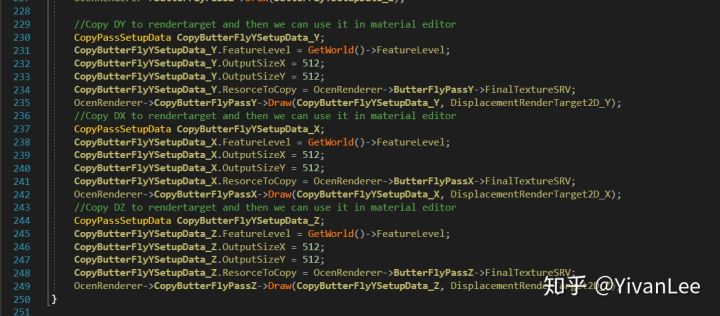 228
229 //Copy DY to rendertarget and then we can use it in material editor
230 CopyPassSetupData CopyButterFlyYSetupData_Y;
231 CopyButterFlyYSetupData_Y.FeatureLevel = GetWorld()->FeatureLevel;
232 CopyButterFlyYSetupData_Y.OutputSizeX = 512;
233 CopyButterFlyYSetupData_Y.OutputSizeY = 512;
234 CopyButterFlyYSetupData_Y.ResorceToCopy = OcenRenderer->ButterFlyPassY->FinalTextureSRV;
235 OcenRenderer->CopyButterFlyPassY->Draw(CopyButterFlyYSetupData_Y, DisplacementRenderTarget2D_Y);
236 //Copy DX to rendertarget and then we can use it in material editor
237 CopyPassSetupData CopyButterFlyYSetupData_X;
238 CopyButterFlyYSetupData_X.FeatureLevel = GetWorld()->FeatureLevel;
239 CopyButterFlyYSetupData_X.OutputSizeX = 512;
240 CopyButterFlyYSetupData_X.OutputSizeY = 512;
241 CopyButterFlyYSetupData_X.ResorceToCopy = OcenRenderer->ButterFlyPassX->FinalTextureSRV;
242 OcenRenderer->CopyButterFlyPassX->Draw(CopyButterFlyYSetupData_X, DisplacementRenderTarget2D_X);
243 //Copy DZ to rendertarget and then we can use it in material editor
244 CopyPassSetupData CopyButterFlyYSetupData_Z;
245 CopyButterFlyYSetupData_Z.FeatureLevel = GetWorld()->FeatureLevel;
246 CopyButterFlyYSetupData_Z.OutputSizeX = 512;
247 CopyButterFlyYSetupData_Z.OutputSizeY = 512;
248 CopyButterFlyYSetupData_Z.ResorceToCopy = OcenRenderer->ButterFlyPassZ->FinalTextureSRV;
249 OcenRenderer->CopyButterFlyPassZ->Draw(CopyButterFlyYSetupData_Z,
250 }
251
知乎 @YivanLee